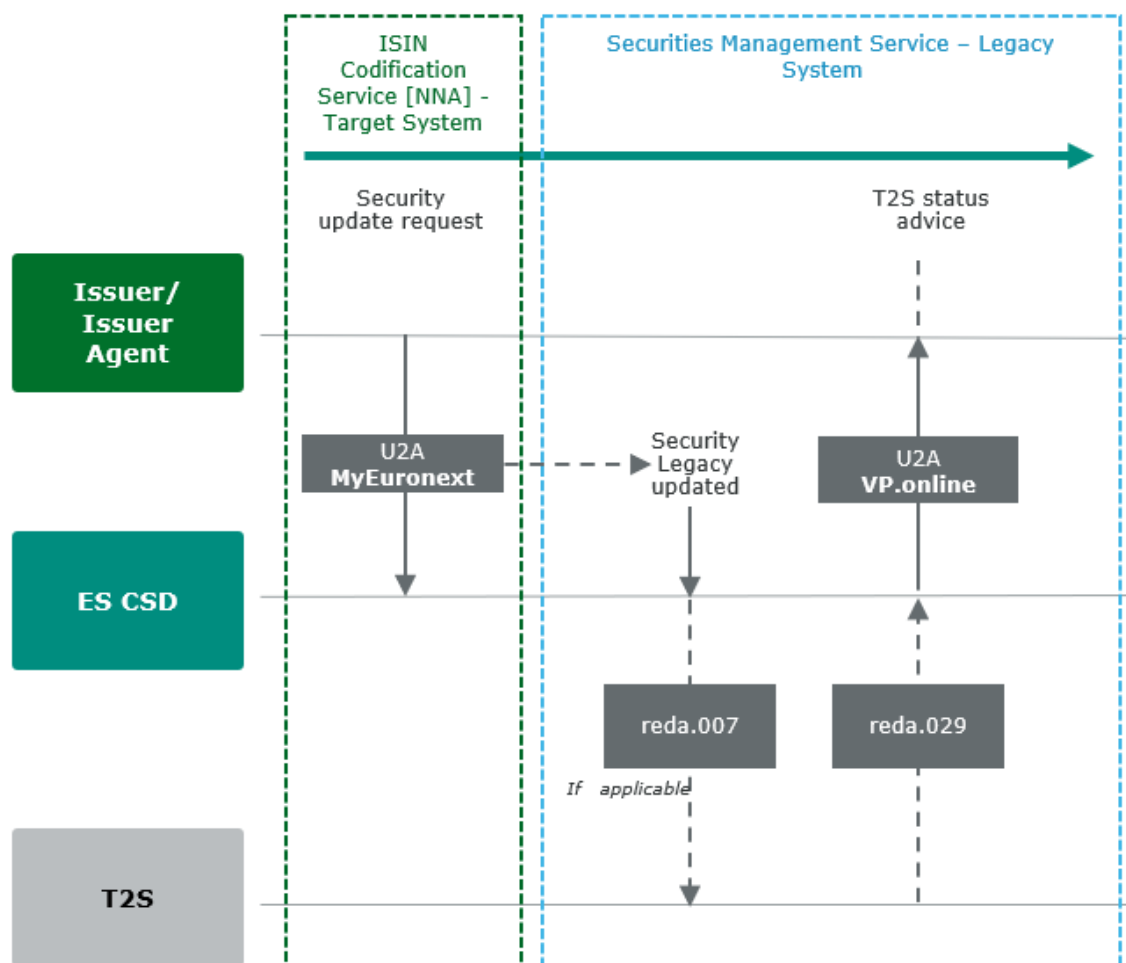 ISIN
Codification
Service [NNA] -
Target System
Securities Management Service – Legacy
System
Security
update request
T2S status
advice
Issuer/
Issuer
Agent
U2A
MyEuronext
Security
Legacy
updated
U2A
VP.online
ES CSD
reda.007
reda.029
If applicable
T2S